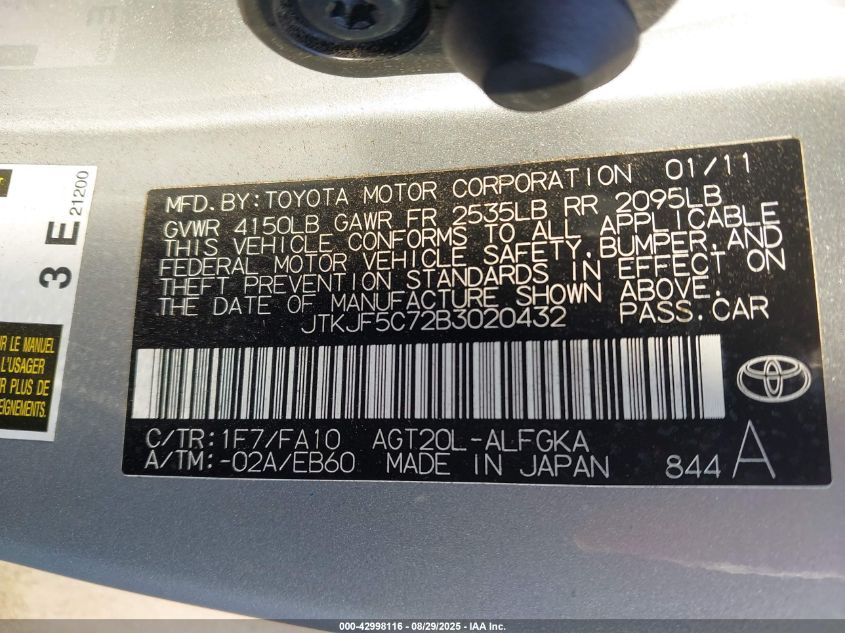 MFD. BY: TOYOTA MOTOR CORPORATION 01/11
GVWR 4150LB GAWR FR 2535LB RR 2095LB
THIS VEHICLE CONFORMS TO ALL APPLICABLE
FEDERAL MOTOR VEHICLE SAFETY, BUMPER, AND
THEFT PREVENTION STANDARDS IN EFFECT ON
THE DATE OF MANUFACTURE SHOWN ABOVE.
JTKJF5C72B3020432 PASS. CAR
C/TR: 1F7/FA10 AGT20L-ALFGKA
A/TM: -02A/EB60 MADE IN JAPAN 844 A
3 E 21200
LE MANUEL
L'USAGER
PLUS DE
000-42998116 - 08/29/2025 - IAA Inc.